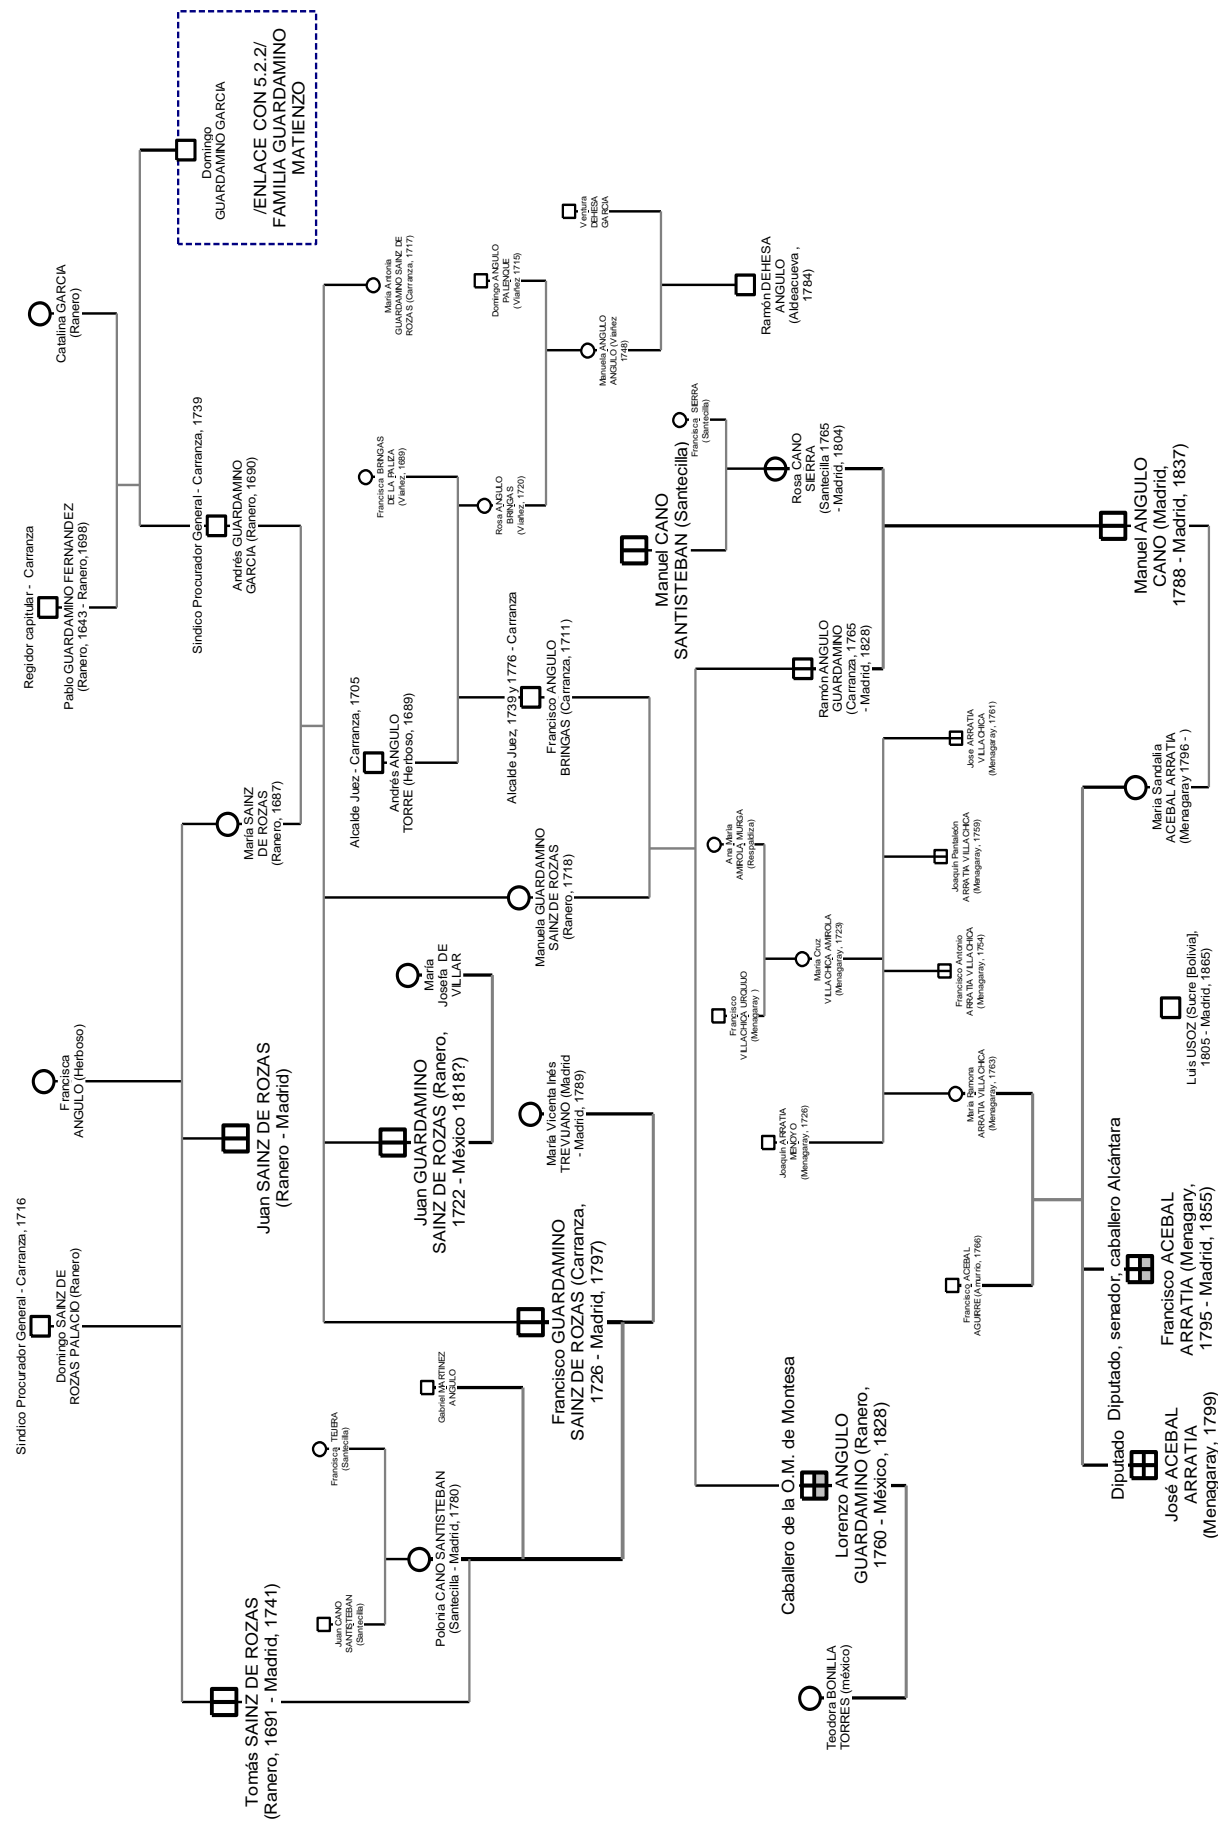 Regidor capitular - Carranza
Pablo GUARDAMINO FERNANDEZ
(Ranero, 1643 - Ranero, 1698)
Catalina GARCIA
(Ranero)
Domingo
GUARDAMINO GARCIA
/ENLACE CON 5.2.2/
FAMILIA GUARDAMINO
MATIENZO
Sindico Procurador General - Carranza, 1739
Andrés GUARDAMINO
GARCIA (Ranero, 1690)
Sindico Procurador General - Carranza, 1716
Domingo SAINZ DE
ROZAS PALACIO (Ranero)
Francisca
ANGULO (Herboso)
María SAINZ
DE ROZAS
(Ranero, 1687)
Juan SAINZ DE ROZAS
(Ranero - Madrid)
Tomás SAINZ DE ROZAS
(Ranero, 1691 - Madrid, 1741)
María Antonia
GUARDAMINO SAINZ DE
ROZAS (Carranza, 1717)
Manuela GUARDAMINO
SAINZ DE ROZAS
(Ranero, 1718)
Juan GUARDAMINO
SAINZ DE ROZAS (Ranero,
1722 - México 1818?)
María
Josefa DE
VILLAR
Francisco GUARDAMINO
SAINZ DE ROZAS (Carranza,
1726 - Madrid, 1797)
María Vicenta Inés
TREVIJANO (Madrid
- Madrid, 1789)
Juan CANO
SANTISTEBAN
(Santecilla)
Francisca TEJERA
(Santecilla)
Gabriel MARTINEZ
ANGULO
Polonia CANO SANTISTEBAN
(Santecilla - Madrid, 1780)
Alcalde Juez - Carranza, 1705
Andrés ANGULO
TORRE (Herboso, 1689)
Francisca BRINGAS
DE LA PALIZA
(Viañez, 1689)
Alcalde Juez, 1739 y 1776 - Carranza
Francisco ANGULO
BRINGAS (Carranza, 1711)
Rosa ANGULO
BRINGAS
(Viañez, 1720)
Domingo ANGULO
PALENQUE
(Viañez 1715)
Manuela ANGULO
ANGULO (Viañez
1748)
Ventura
DEHESA
GARCIA
Ramón DEHESA
ANGULO
(Aldeacueva ,
1784)
Manuel CANO
SANTISTEBAN (Santecilla)
Francisca SIERRA
(Santecilla)
Rosa CANO
SIERRA
(Santecilla 1765
- Madrid, 1804)
Ramón ANGULO
GUARDAMINO
(Carranza, 1765
- Madrid, 1828)
Manuel ANGULO
CANO (Madrid,
1788 - Madrid, 1837)
Caballero de la O.M. de Montesa
Lorenzo ANGULO
GUARDAMINO (Ranero,
1760 - México, 1828)
Teodora BONILLA
TORRES (méxico)
Francisco
VILLACHICA URQUIJO
(Menagaray )
Ana María
AMIROLA MURGA
(Respaldiza)
María Cruz
VILLACHICA AMIROLA
(Menagaray, 1723)
Joaquín ARRATIA
MENOYO
(Menagaray, 1726)
María Ramona
ARRATIA VILLACHICA
(Menagaray, 1763)
Francisco Antonio
ARRATIA VILLACHICA
(Menagaray, 1754)
Joaquín Pantaleón
ARRATIA VILLACHICA
(Menagaray, 1759)
Jose ARRATIA
VILLACHICA
(Menagaray, 1761)
Francisco ACEBAL
AGUIRRE (Amurrio, 1766)
Diputado
José ACEBAL
ARRATIA
(Menagaray, 1799)
Diputado, senador, caballero Alcántara
Francisco ACEBAL
ARRATIA (Menagary,
1795 - Madrid, 1855)
Luis USOZ (Sucre [Bolivia],
1805 - Madrid, 1865)
María Sandalia
ACEBAL ARRATIA
(Menagaray 1796 - )